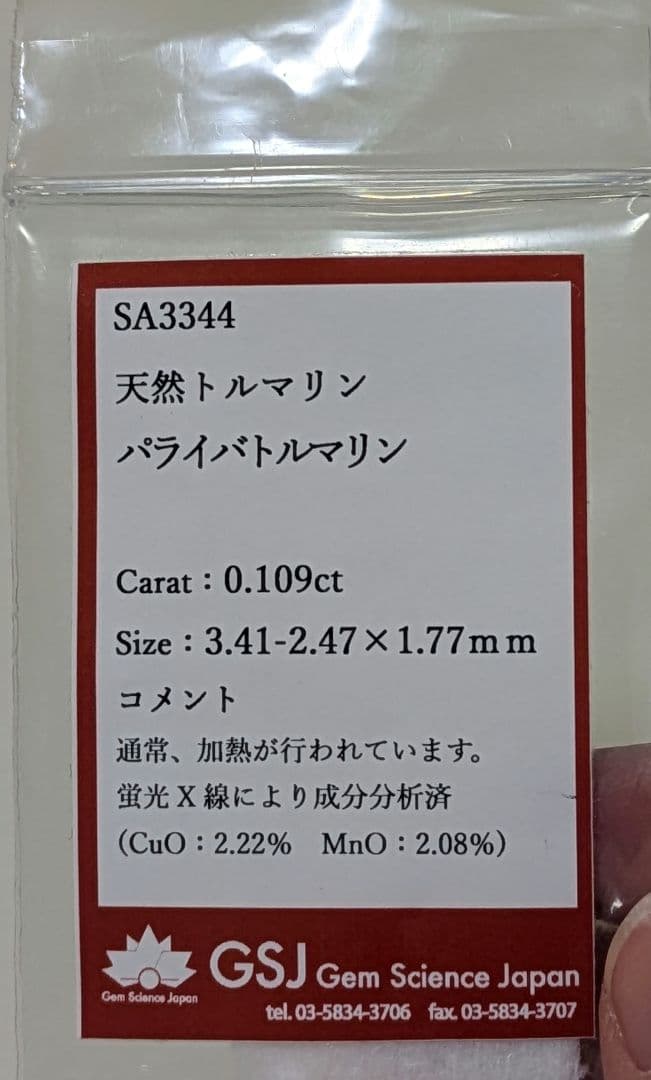 SA3344
天然トルマリン
パライバトルマリン
Carat：0.109ct
Size：3.41-2.47×1.77mm
コメント
通常、加熱が行われています。
蛍光X線により成分分析済
（CuO：2.22%　MnO：2.08%）
Gem Science Japan
GSJ Gem Science Japan
tel. 03-5834-3706 fax. 03-5834-3707